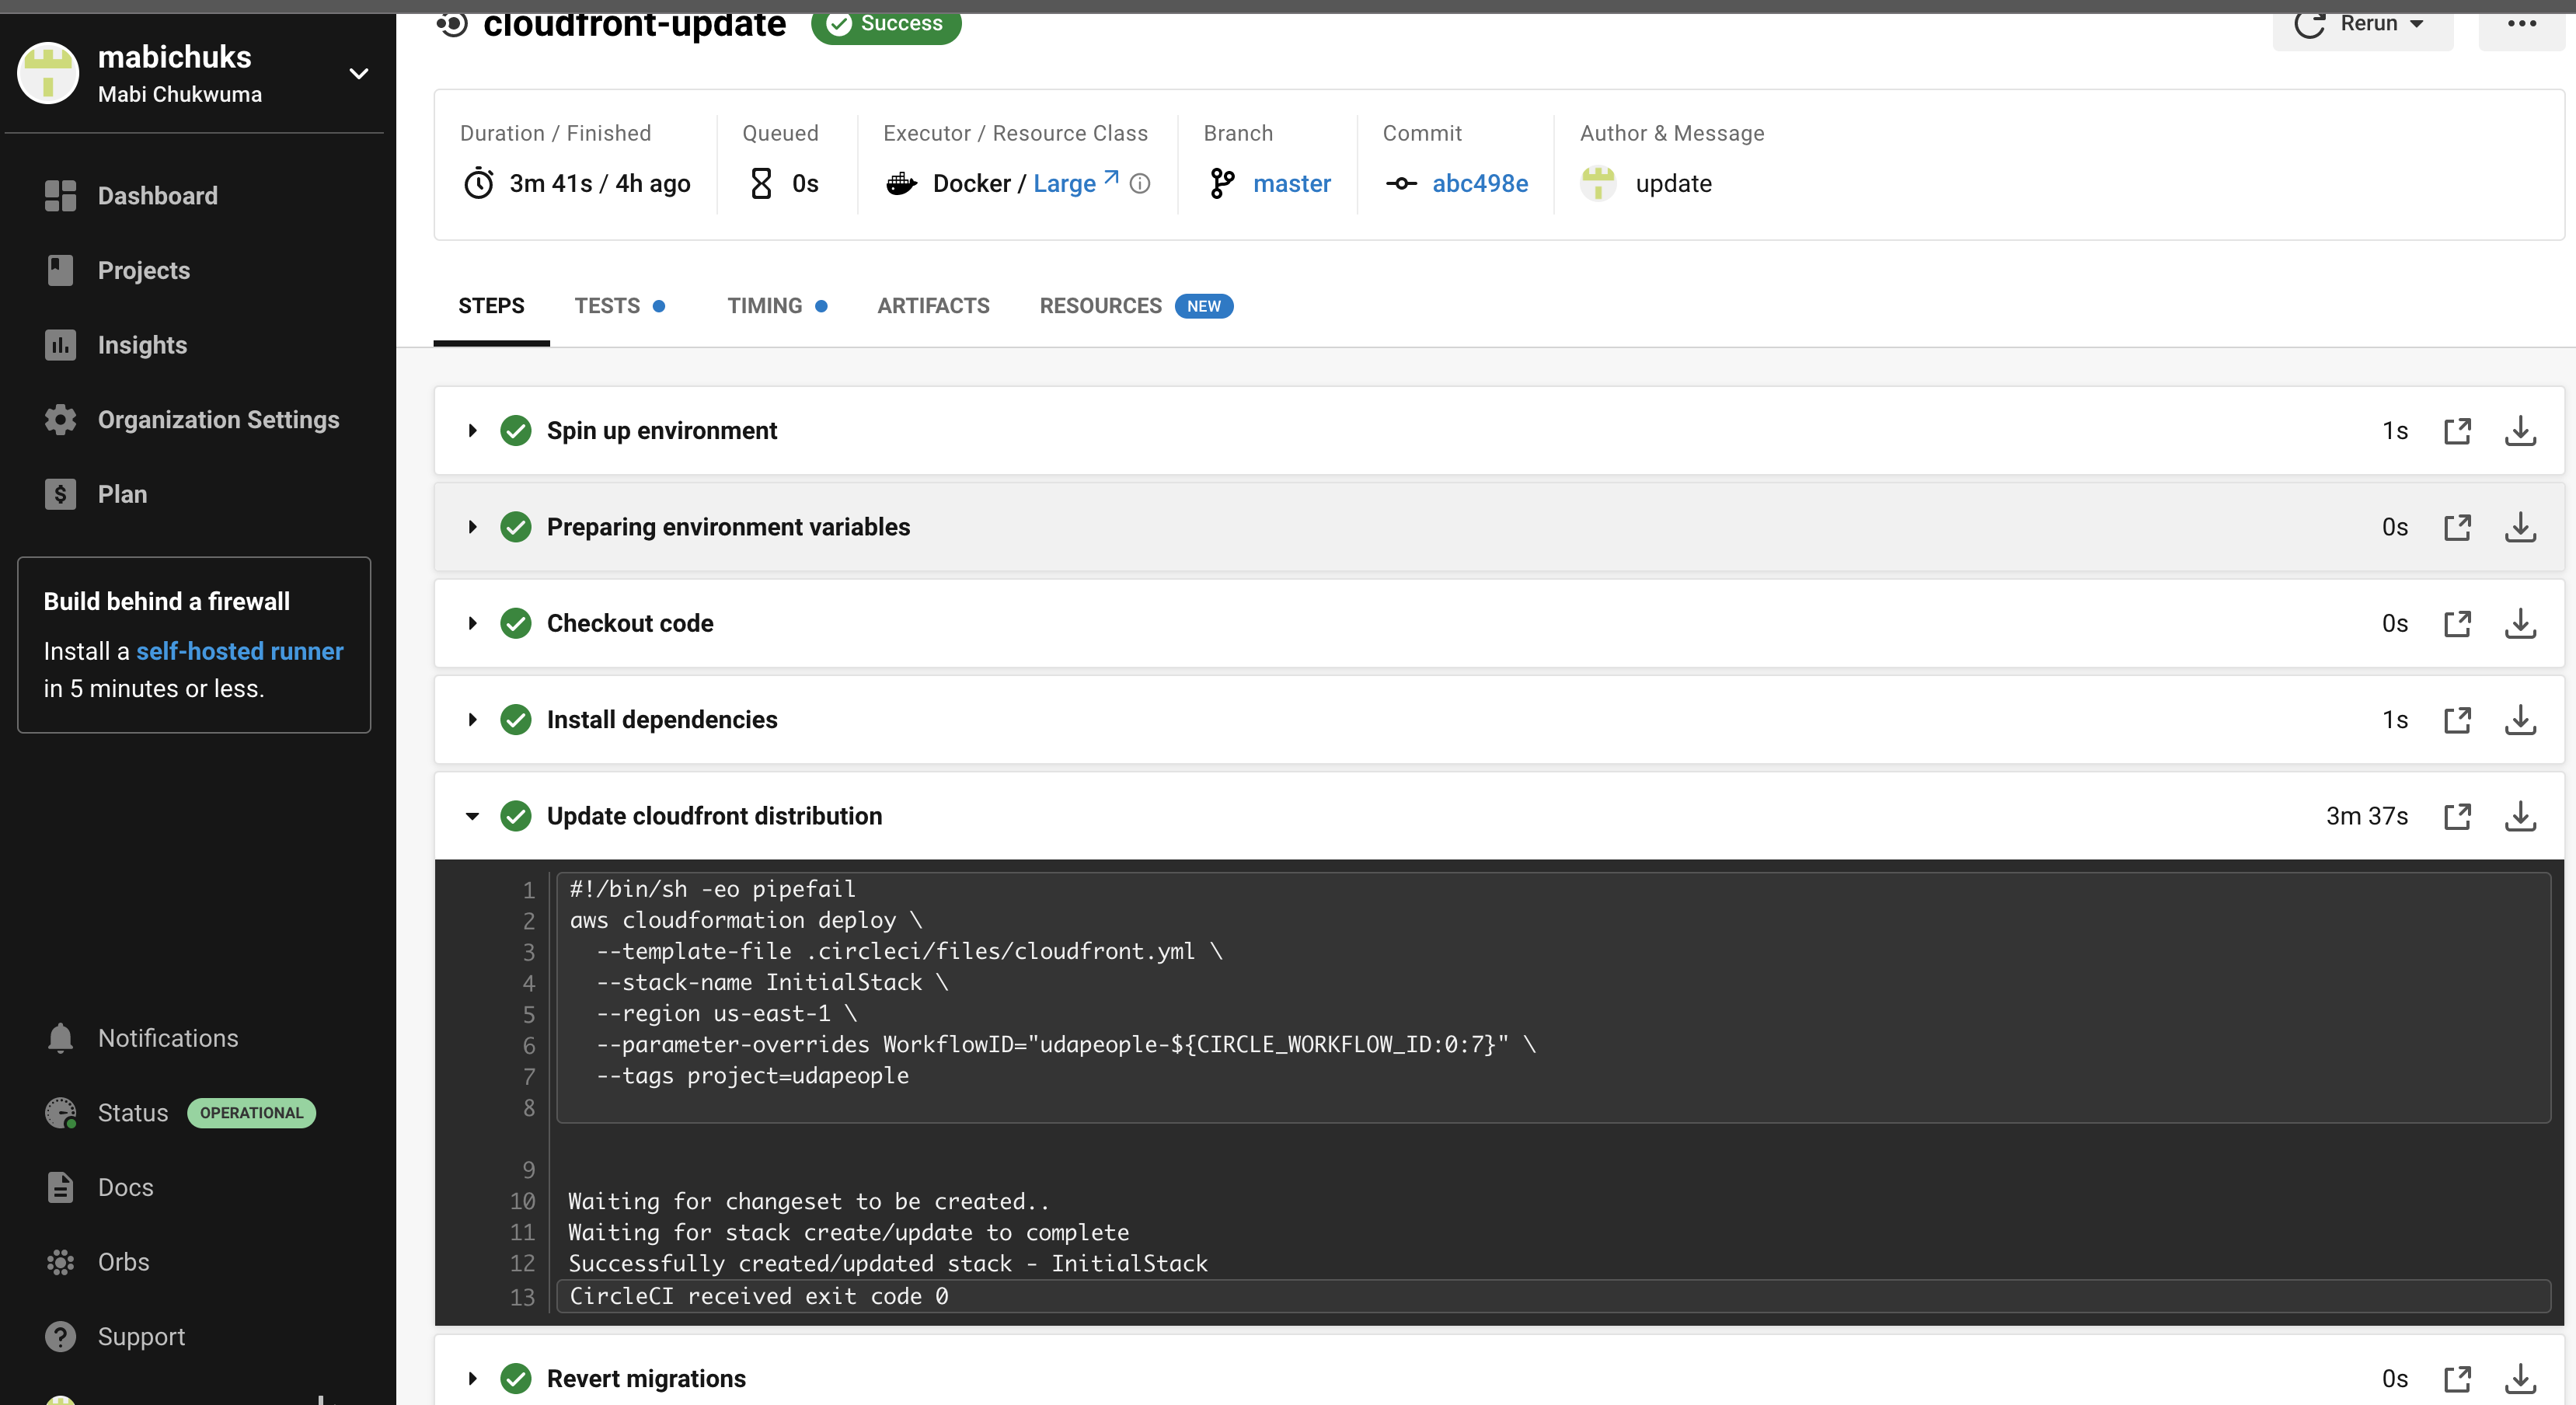 mabichuks
Mabi Chukwuma
Dashboard
Projects
Insights
Organization Settings
Plan
Build behind a firewall
Install a self-hosted runner
in 5 minutes or less.
Notifications
Status OPERATIONAL
Docs
Orbs
Support
cloudfront-update Success Rerun
Duration / Finished Queued Executor / Resource Class Branch Commit Author & Message
3m 41s / 4h ago 0s Docker / Large master abc498e update
STEPS TESTS TIMING ARTIFACTS RESOURCES NEW
Spin up environment 1s
Preparing environment variables 0s
Checkout code 0s
Install dependencies 1s
Update cloudfront distribution 3m 37s
1 #!/bin/sh -eo pipefail
2 aws cloudformation deploy \
3 --template-file .circleci/files/cloudfront.yml \
4 --stack-name InitialStack \
5 --region us-east-1 \
6 --parameter-overrides WorkflowID="udapeople-${CIRCLE_WORKFLOW_ID:0:7}" \
7 --tags project=udapeople
8
9
10 Waiting for changeset to be created..
11 Waiting for stack create/update to complete
12 Successfully created/updated stack - InitialStack
13 CircleCI received exit code 0
Revert migrations 0s